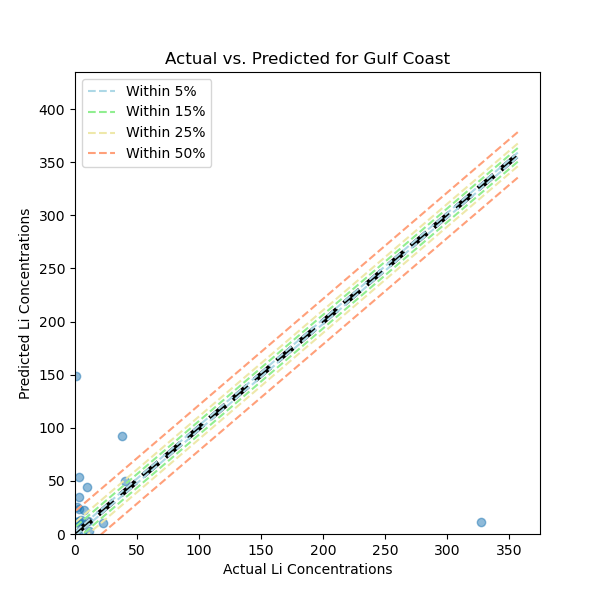 Actual vs. Predicted for Gulf Coast
Within 5%
Within 15%
Within 25%
Within 50%
400
350
300
250
200
150
100
50
0
Predicted Li Concentrations
0 50 100 150 200 250 300 350
Actual Li Concentrations